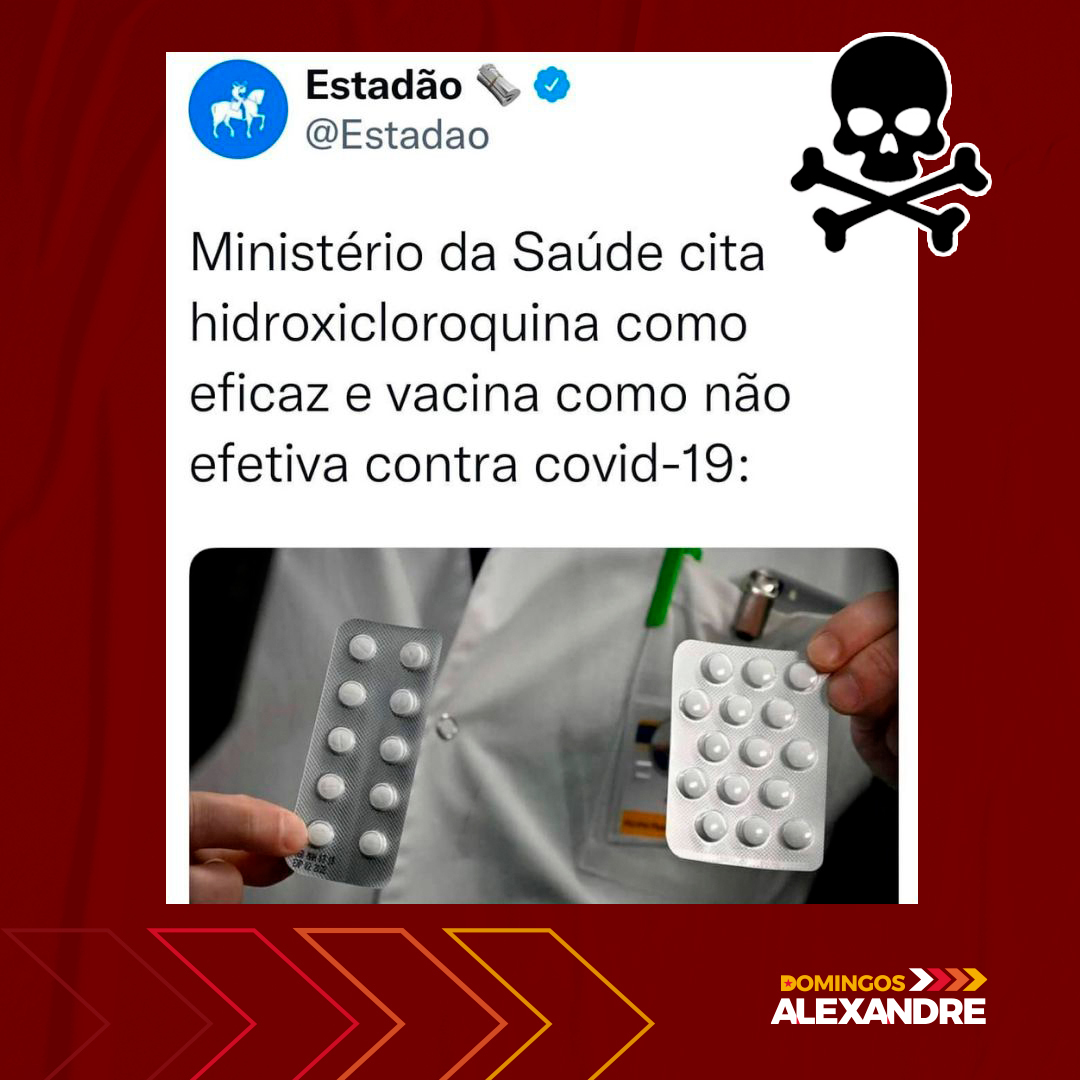 Estadão
@Estadao
Ministério da Saúde cita
hidroxicloroquina como
eficaz e vacina como não
efetiva contra covid-19:
DOMINGOS
ALEXANDRE